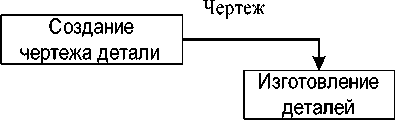 Чертеж
Создание
чертежа детали
Изготовление
деталей